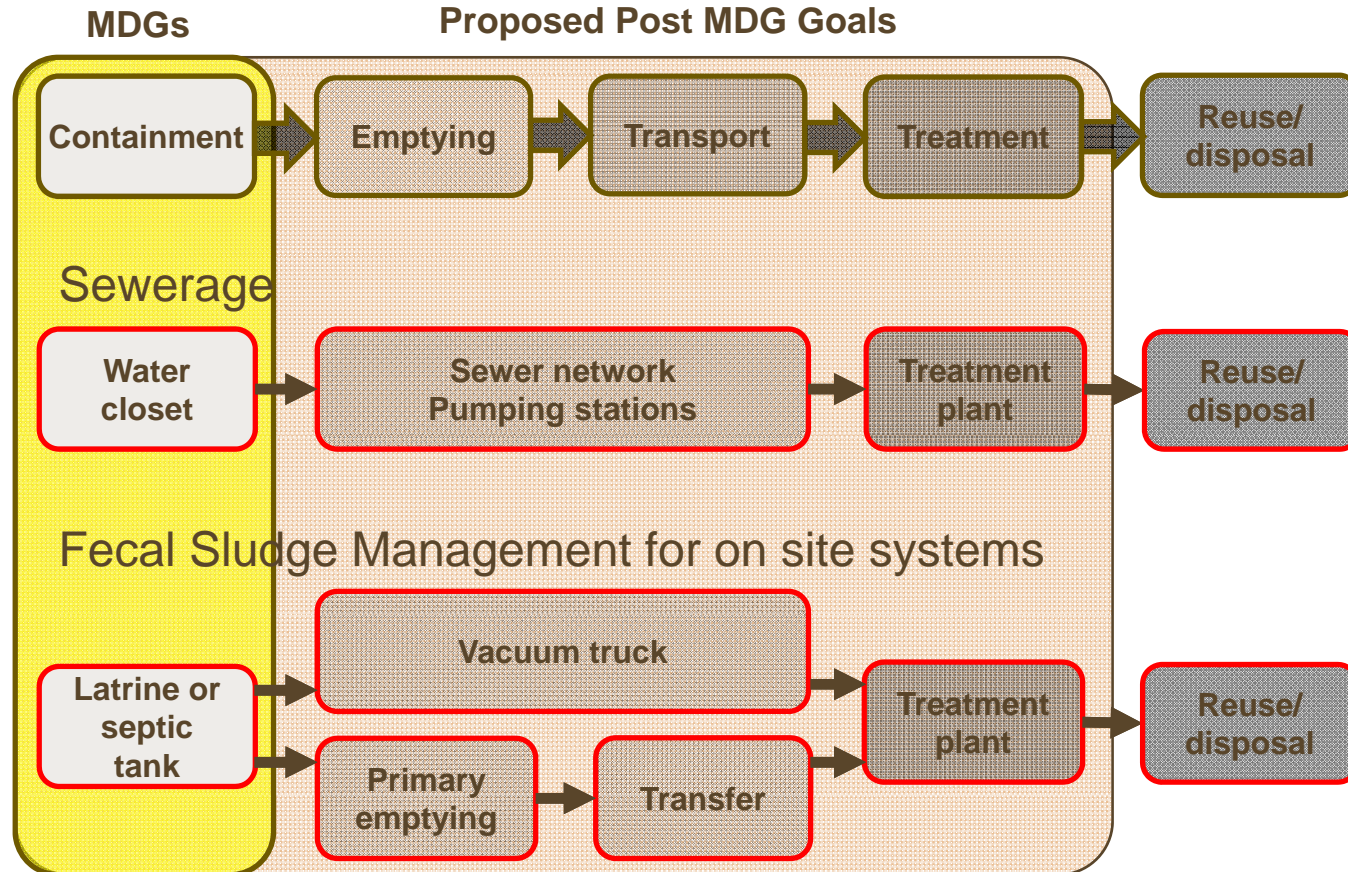 MDGs
Proposed Post MDG Goals
Containment
Emptying
Transport
Treatment
Reuse/
disposal
Sewerage
Water
closet
Sewer network
Pumping stations
Treatment
plant
Reuse/
disposal
Fecal Sludge Management for on site systems
Latrine or
septic
tank
Vacuum truck
Primary
emptying
Transfer
Treatment
plant
Reuse/
disposal